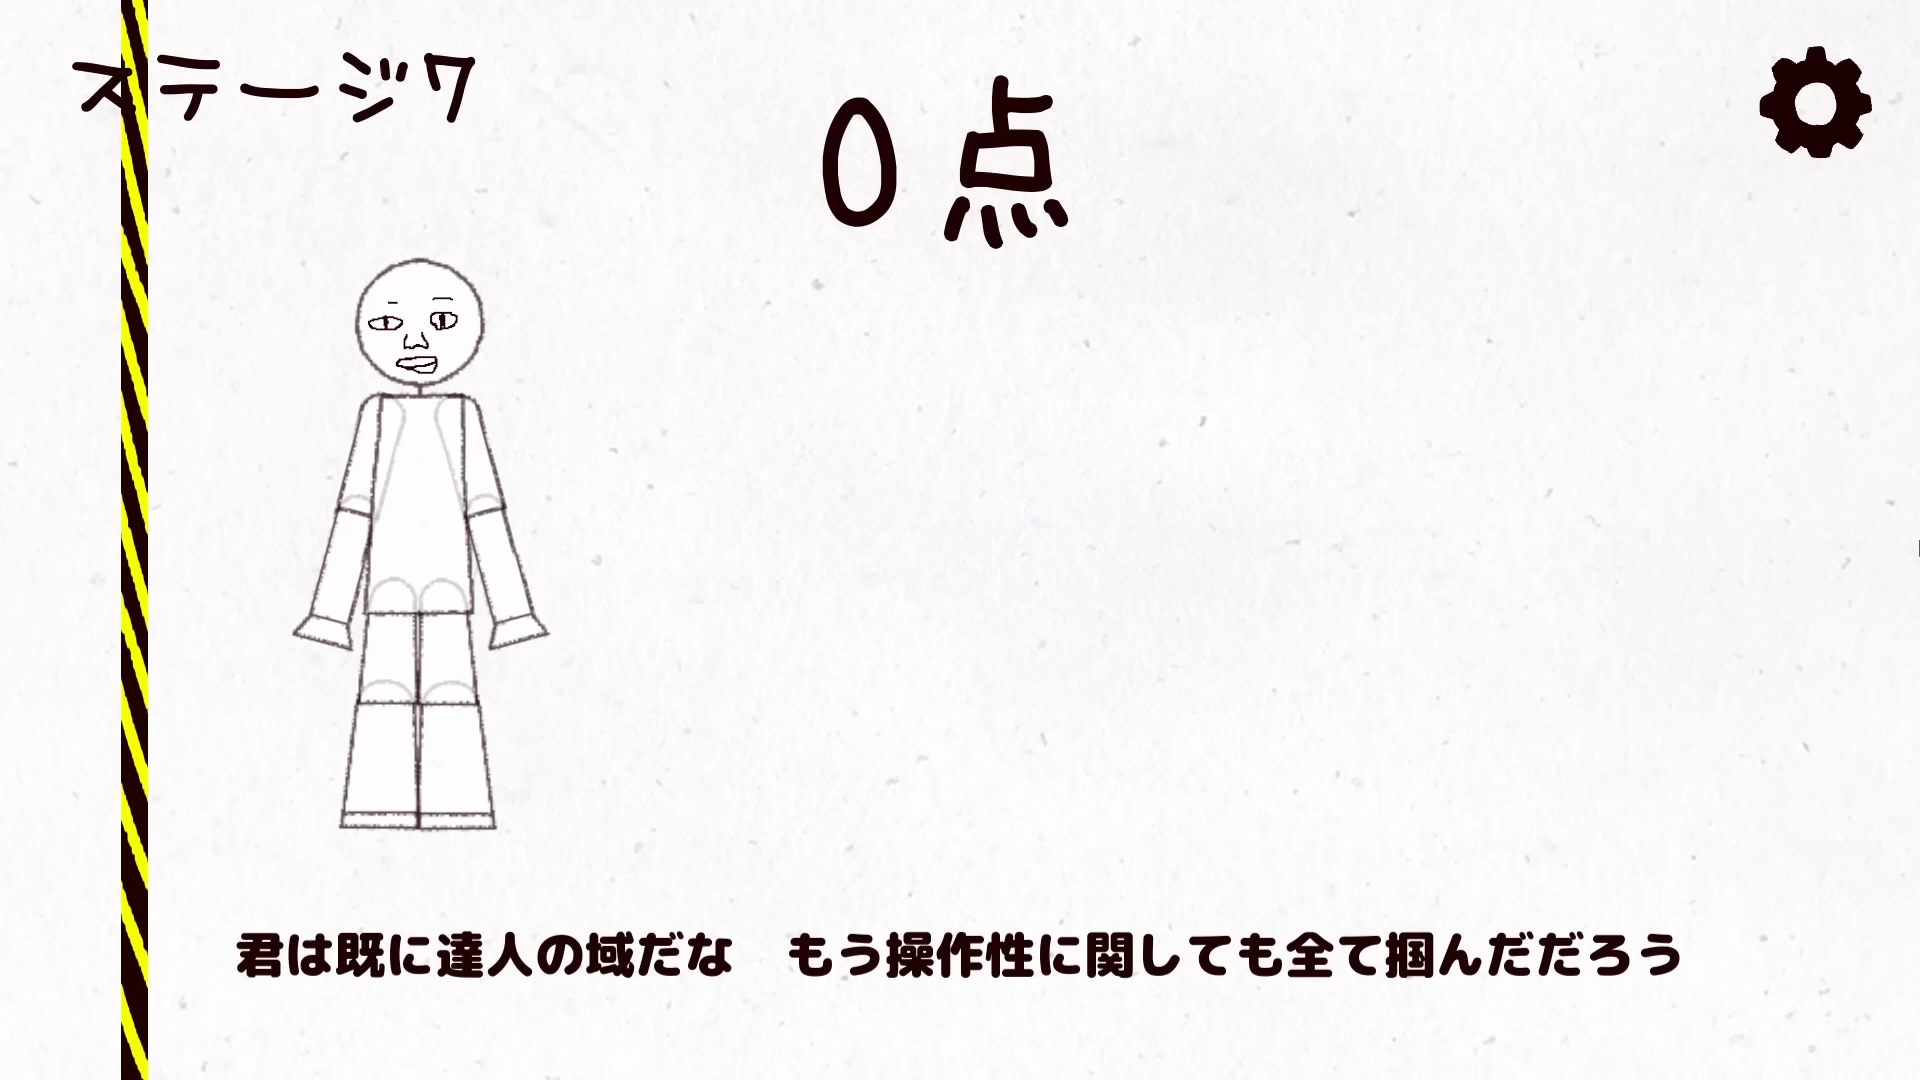 ステージ7
0点
君は既に達人の域だな　もう操作性に関しても全て掴んだだろう